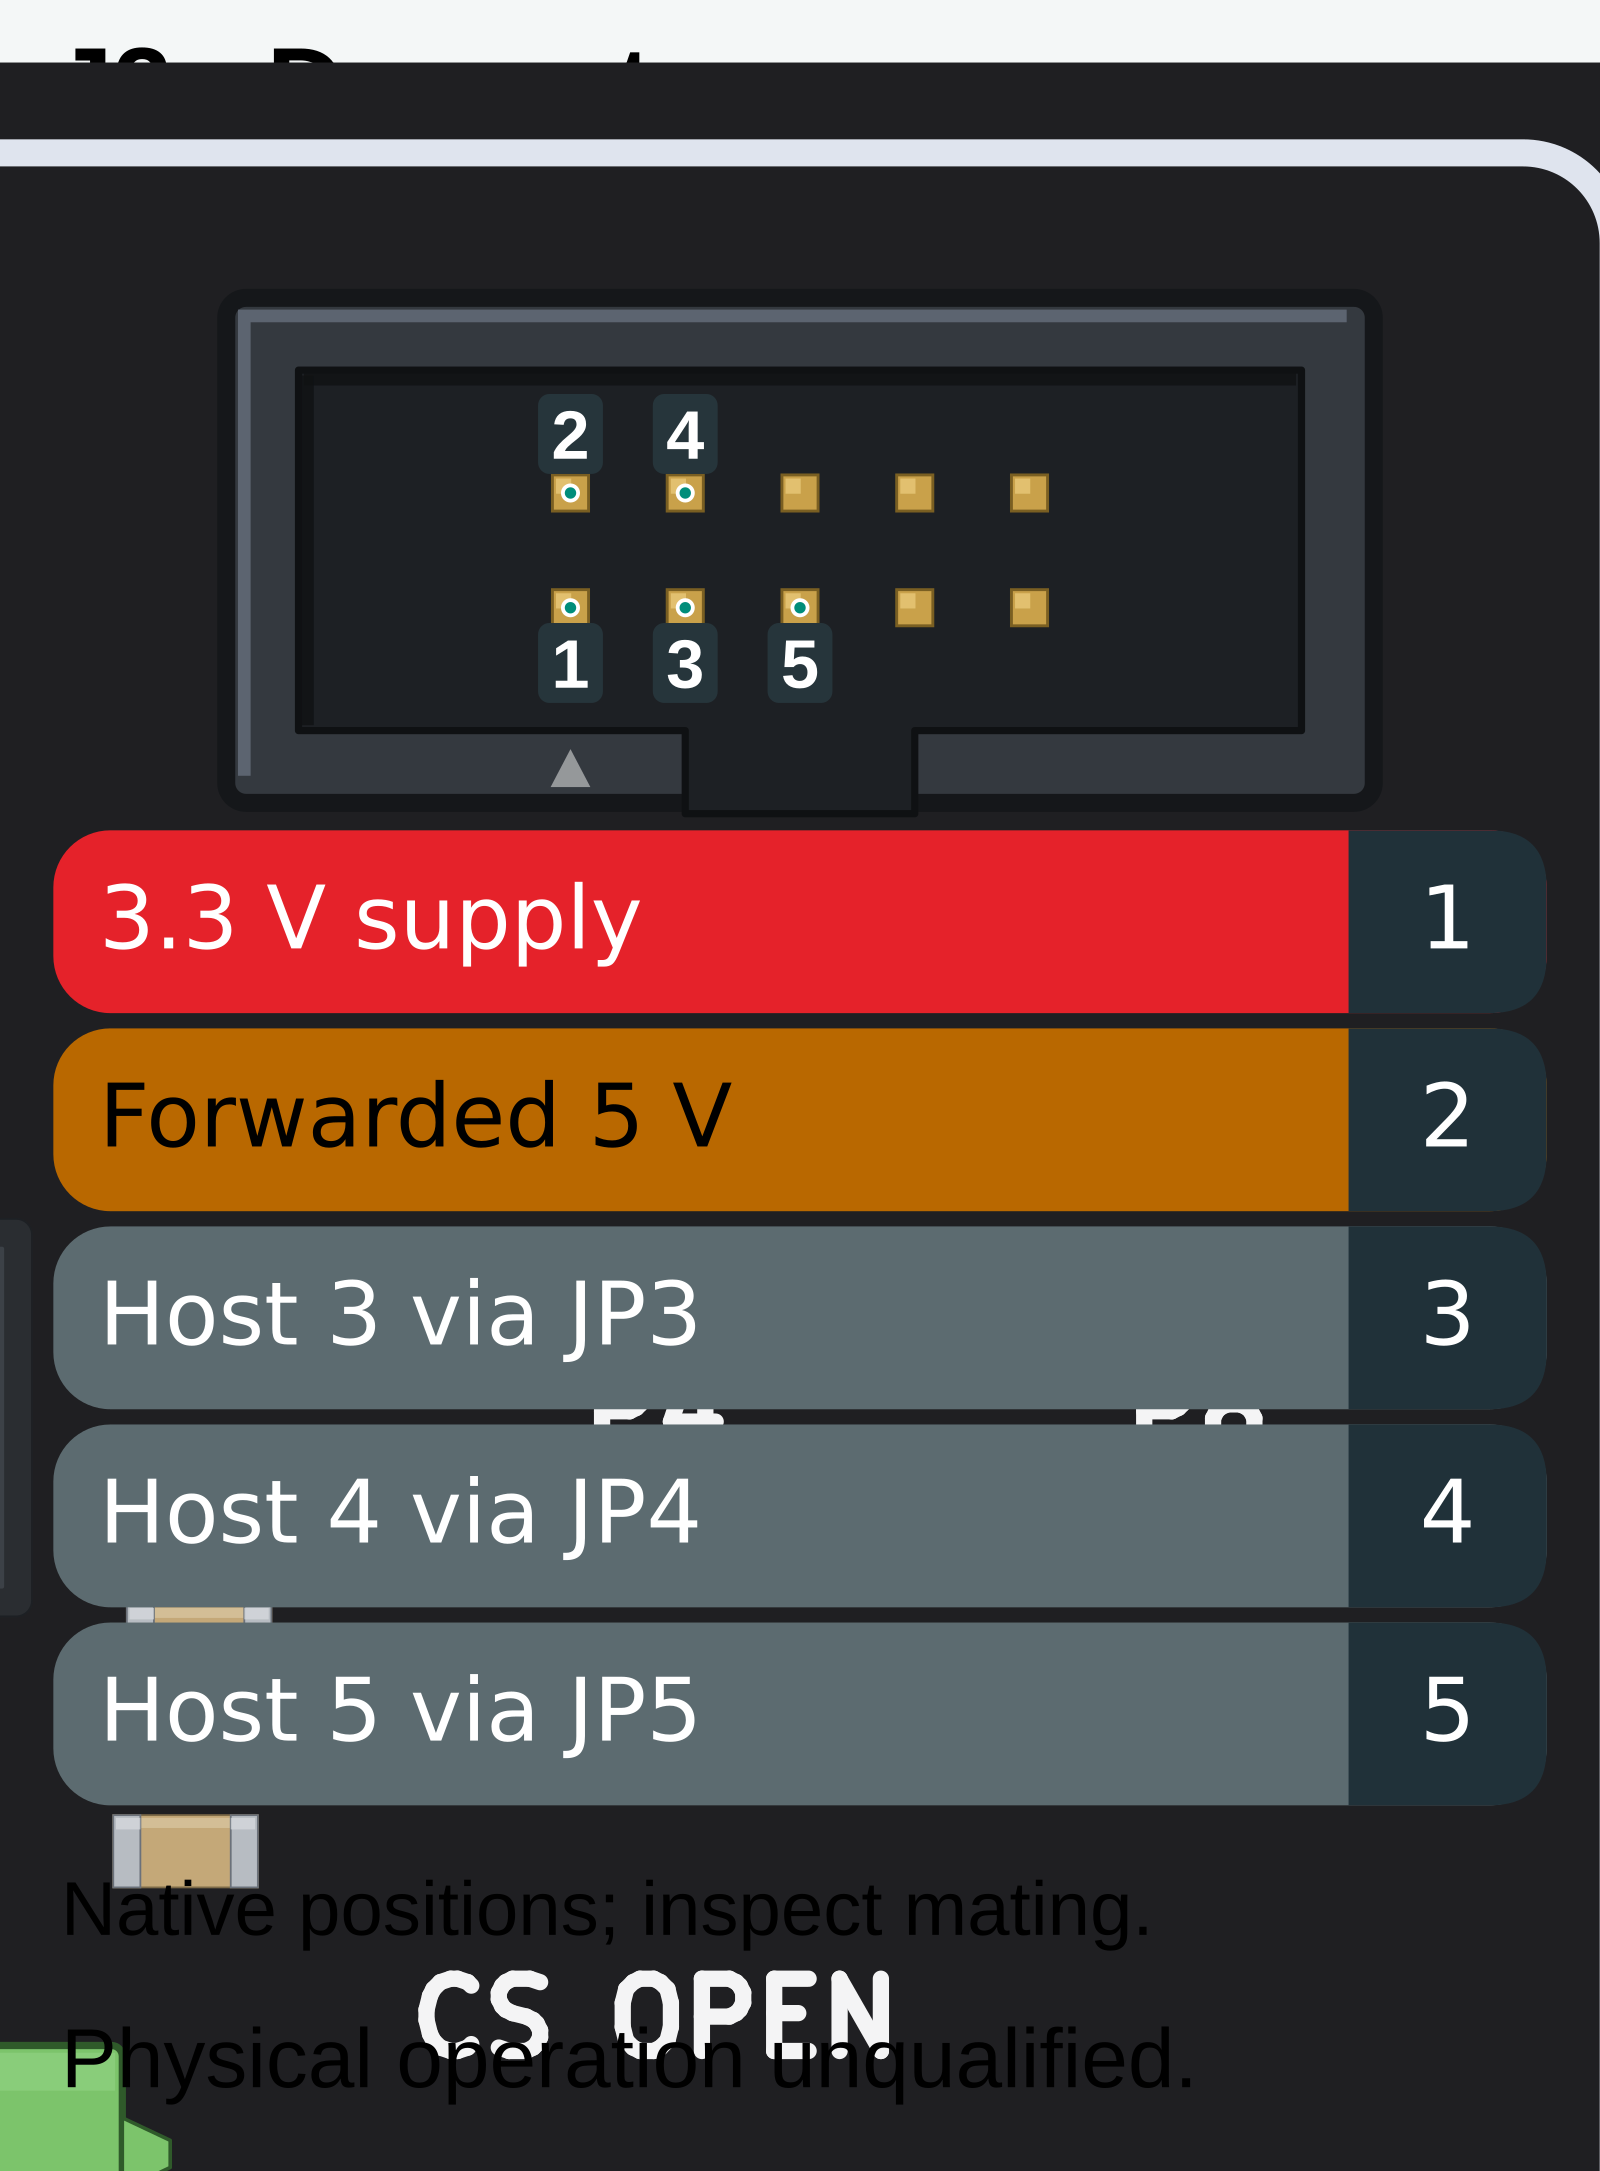 2 4
1 3 5
3.3 V supply 1
Forwarded 5 V 2
Host 3 via JP3 3
Host 4 via JP4 4
Host 5 via JP5 5
Native positions; inspect mating.
CS OPEN
Physical operation unqualified.